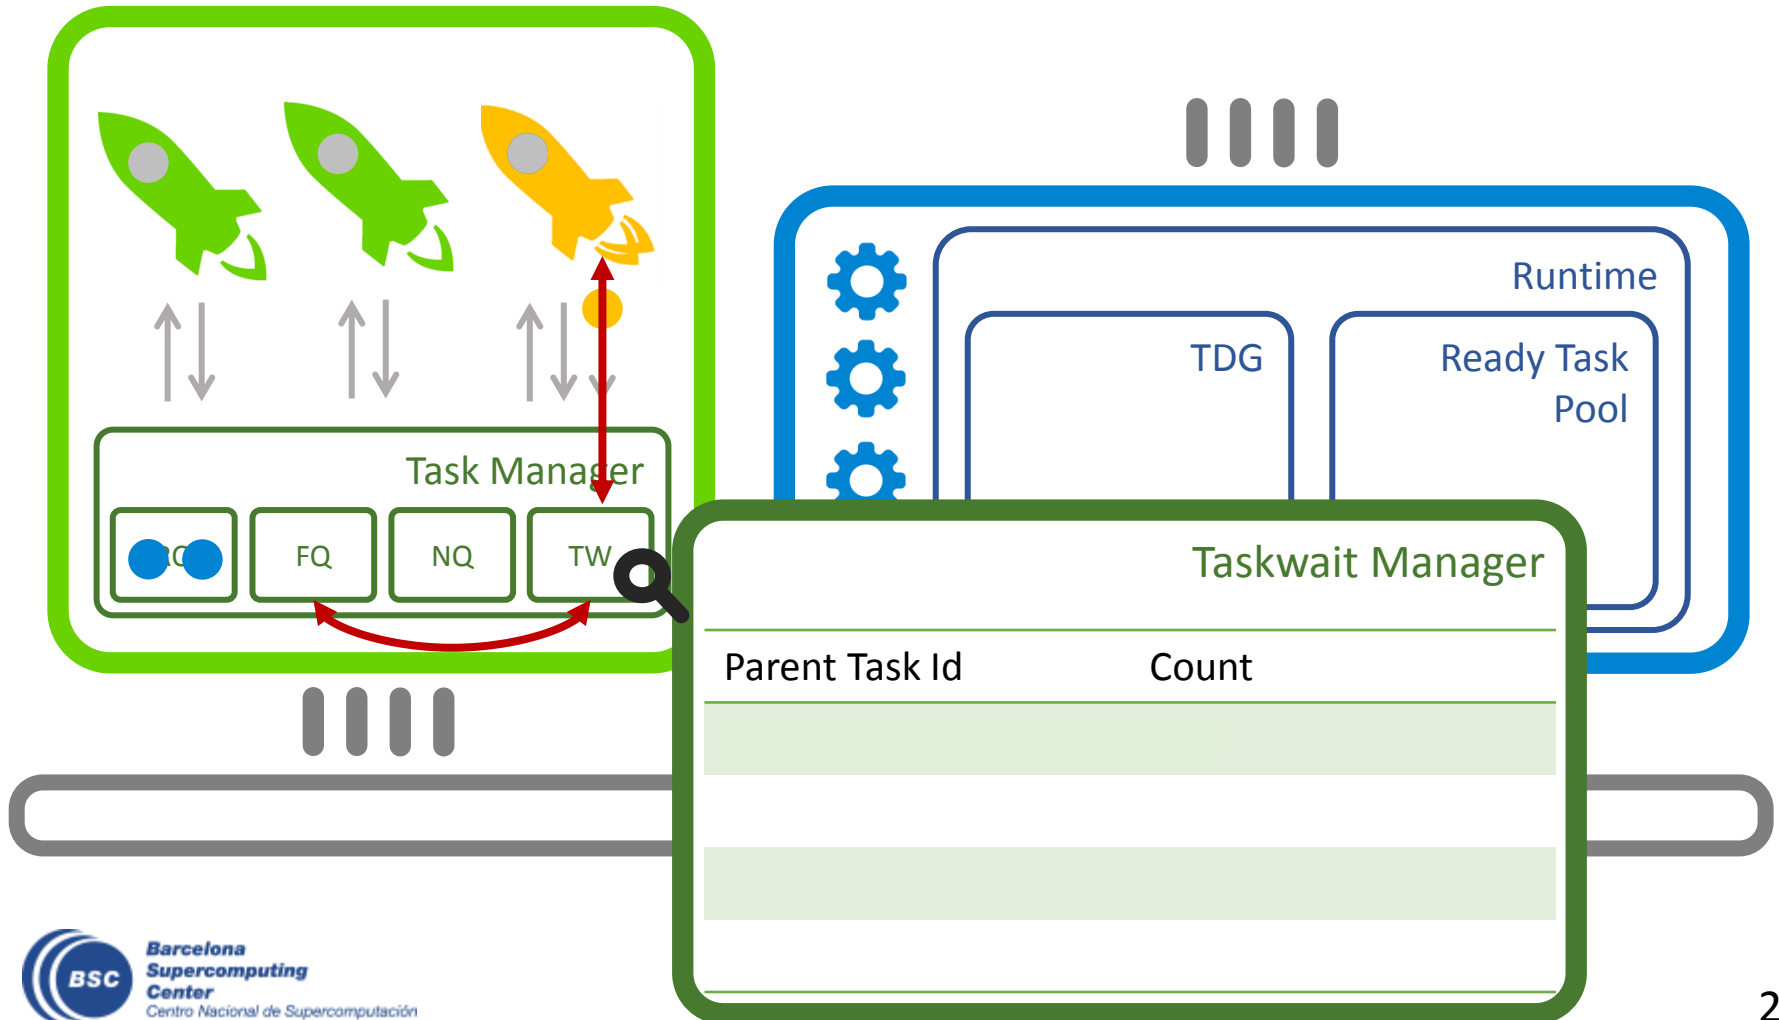 Runtime
TDG
Ready Task
Pool
Task Manager
FQ
NQ
TW
Taskwait Manager
Parent Task Id
Count
BSC
Barcelona
Supercomputing
Center
Centro Nacional de Supercomputación
2